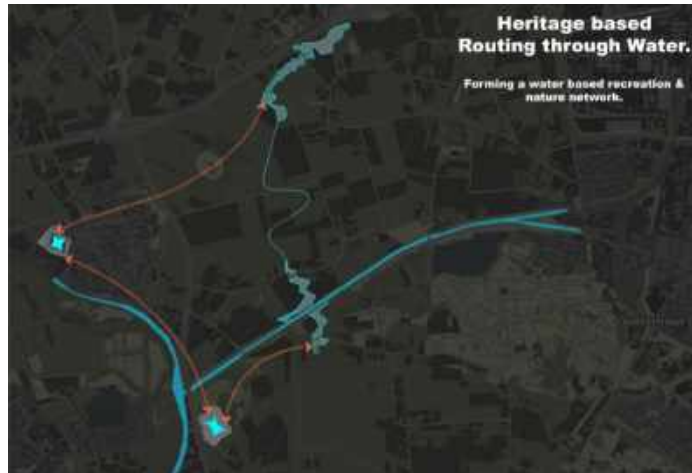 Heritage based
Routing through Water.
Forming a water based recreation &
nature network.